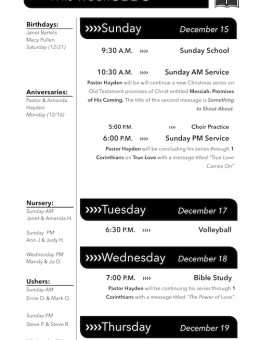 Birthdays:
Janet Bartels
Macy Pullen
Saturday (12/21)
Aniversaries:
Pastor & Amanda
Hayden
Monday (12/16)
Nursery:
Sunday AM
Janet & Amanda H.
Sunday PM
Ann J & Judy H.
Wednesday PM
Mandy & Jo D.
Ushers:
Sunday AM
Ernie D. & Mark O.
Sunday PM
Steve P. & Steve R.
»»Sunday December 15
9:30 A.M. »» Sunday School
10:30 A.M. »» Sunday AM Service
Pastor Hayden will be will continue a new Christmas series on
Old Testament promises of Christ entitled Messiah: Promises
of His Coming. The title of this second message is Something
to Shout About.
5:00 P.M. »» Choir Practice
6:00 P.M. »» Sunday PM Service
Pastor Hayden will be concluding his series through 1
Corinthians on True Love with a message titled "True Love
Carries On"
»»Tuesday December 17
6:30 P.M. »» Volleyball
»»Wednesday December 18
7:00 P.M. »» Bible Study
Pastor Hayden will be continuing his series through 1
Corinthians with a message titled "The Power of Love".
»»Thursday December 19